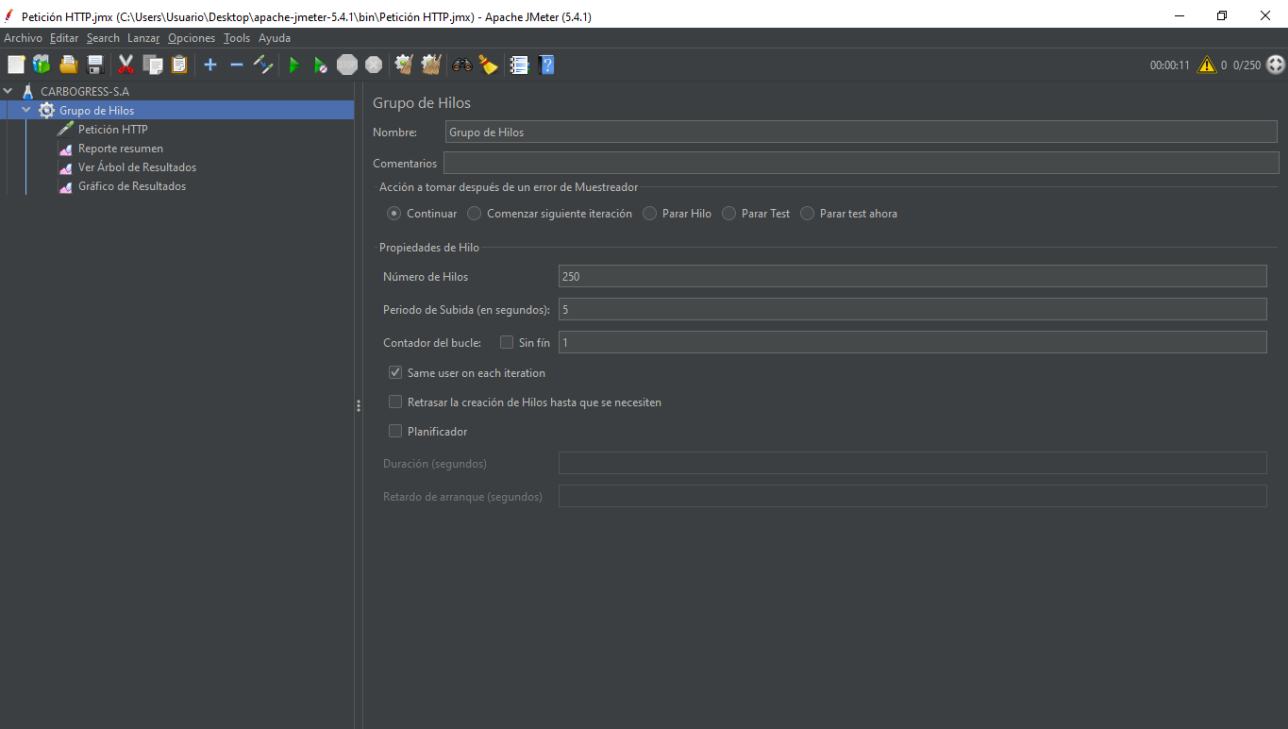 Petición HTTP.jmx (C:\Users\Usuario\Desktop\apache-jmeter-5.4.1\bin\Petición HTTP.jmx) - Apache JMeter (5.4.1)
Archivo Editar Search Lanzar Opciones Tools Ayuda
00:00:11 0 0/250
CARBOGRESS-S.A
Grupo de Hilos
Petición HTTP
Reporte resumen
Ver Árbol de Resultados
Gráfico de Resultados
Grupo de Hilos
Nombre: Grupo de Hilos
Comentarios
Acción a tomar después de un error de Muestreador
Continuar Comenzar siguiente iteración Parar Hilo Parar Test Parar test ahora
Propiedades de Hilo
Número de Hilos 250
Periodo de Subida (en segundos): 5
Contador del bucle: Sin fín 1
Same user on each iteration
Retrasar la creación de Hilos hasta que se necesiten
Planificador
Duración (segundos)
Retardo de arranque (segundos)